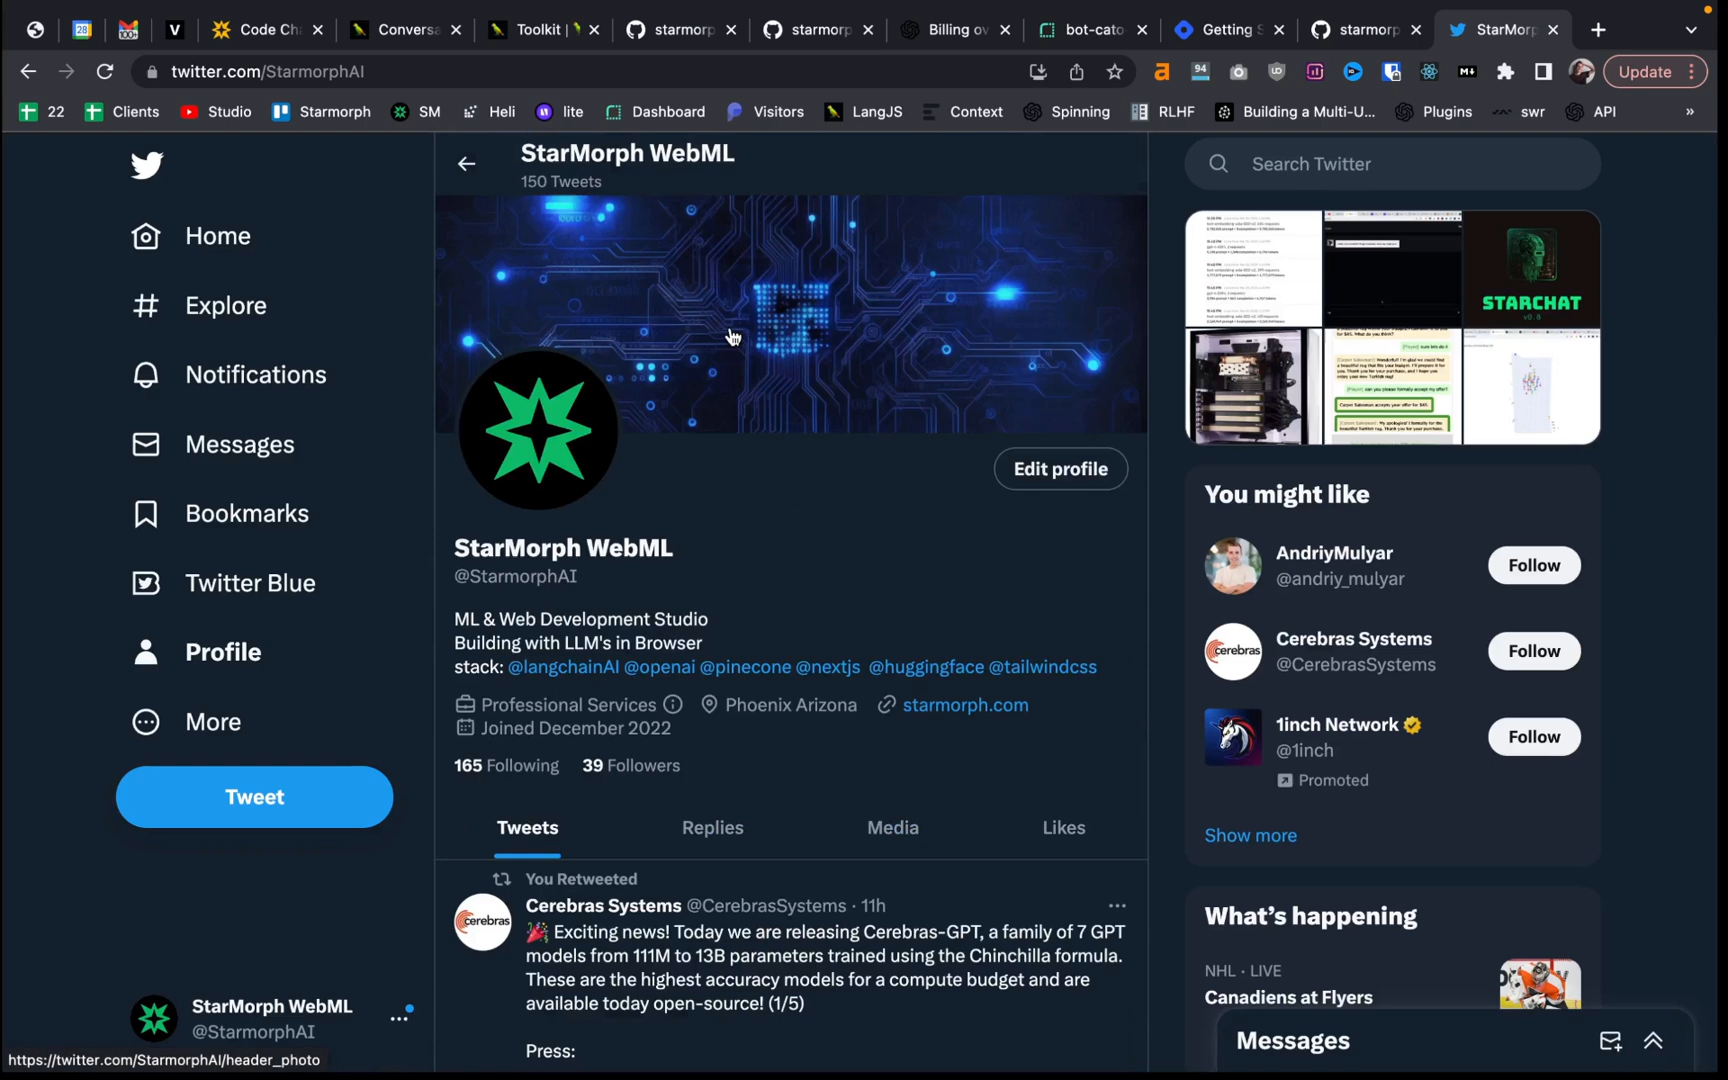 Code Cha
Conversa
Toolkit |
starmorp
starmorp
Billing ov
bot-cato
Getting S
starmorp
StarMorp
twitter.com/StarmorphAI
94
Update
22
Clients
Studio
Starmorph
SM
Heli
lite
Dashboard
Visitors
LangJS
Context
Spinning
RLHF
Building a Multi-U...
Plugins
swr
API
»
Home
Explore
Notifications
Messages
Bookmarks
Twitter Blue
Profile
More
Tweet
StarMorph WebML
@StarmorphAI
https://twitter.com/StarmorphAI/header_photo
StarMorph WebML
150 Tweets
Edit profile
StarMorph WebML
@StarmorphAI
ML & Web Development Studio
Building with LLM's in Browser
stack: @langchainAI @openai @pinecone @nextjs @huggingface @tailwindcss
Professional Services Phoenix Arizona starmorph.com
Joined December 2022
165 Following 39 Followers
Tweets Replies Media Likes
You Retweeted
Cerebras Systems @CerebrasSystems · 11h
cerebras
🎉 Exciting news! Today we are releasing Cerebras-GPT, a family of 7 GPT
models from 111M to 13B parameters trained using the Chinchilla formula.
These are the highest accuracy models for a compute budget and are
available today open-source! (1/5)
Press:
Search Twitter
STARCHAT
v0.8
You might like
AndriyMulyar
@andriy_mulyar
Follow
cerebras
Cerebras Systems
@CerebrasSystems
Follow
1inch Network
@1inch
Promoted
Follow
Show more
What's happening
NHL · LIVE
Canadiens at Flyers
Messages